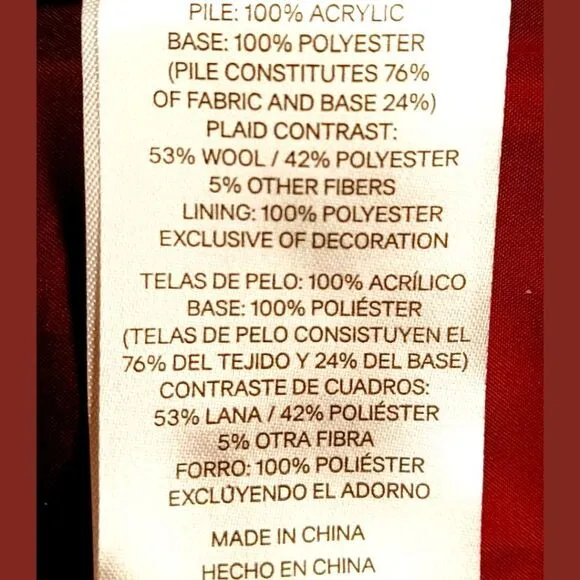 PILE: 100% ACRYLIC
BASE: 100% POLYESTER
(PILE CONSTITUTES 76%
OF FABRIC AND BASE 24%)
PLAID CONTRAST:
53% WOOL / 42% POLYESTER
5% OTHER FIBERS
LINING: 100% POLYESTER
EXCLUSIVE OF DECORATION
TELAS DE PELO: 100% ACRÍLICO
BASE: 100% POLIÉSTER
(TELAS DE PELO CONSISTUYEN EL
76% DEL TEJIDO Y 24% DEL BASE)
CONTRASTE DE CUADROS:
53% LANA / 42% POLIÉSTER
5% OTRA FIBRA
FORRO: 100% POLIÉSTER
EXCLUYENDO EL ADORNO
MADE IN CHINA
HECHO EN CHINA